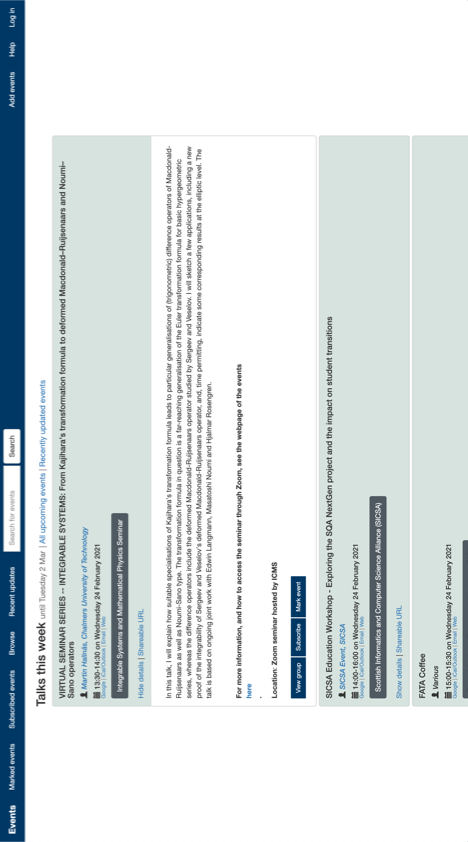 Events Marked events Subscribed events Browse Recent updates Search for events Search Add events Help Log in
Talks this week until Tuesday 2 Mar | All upcoming events | Recently updated events
VIRTUAL SEMINAR SERIES -- INTEGRABLE SYSTEMS: From Kajihara's transformation formula to deformed Macdonald–Ruijsenaars and Noumi–
Sano operators
Martin Hallnäs, Chalmers University of Technology
13:30-14:30 on Wednesday 24 February 2021
Google | iCal/Outlook | Email | Web
Integrable Systems and Mathematical Physics Seminar
Hide details | Shareable URL
In this talk, I will explain how suitable specialisations of Kajihara's transformation formula leads to particular generalisations of (trigonometric) difference operators of Macdonald-
Ruijsenaars as well as Noumi-Sano type. The transformation formula in question is a far-reaching generalisation of the Euler transformation formula for basic hypergeometric
series, whereas the difference operators include the deformed Macdonald-Ruijsenaars operator studied by Sergeev and Veselov. I will sketch a few applications, including a new
proof of the integrability of Sergeev and Veselov's deformed Macdonald-Ruijsenaars operator, and, time permitting, indicate some corresponding results at the elliptic level. The
talk is based on ongoing joint work with Edwin Langmann, Masatoshi Noumi and Hjalmar Rosengren.
For more information, and how to access the seminar through Zoom, see the webpage of the events
here
.
Location: Zoom seminar hosted by ICMS
View group Subscribe Mark event
SICSA Education Workshop - Exploring the SQA NextGen project and the impact on student transitions
SICSA Event, SICSA
14:00-16:00 on Wednesday 24 February 2021
Google | iCal/Outlook | Email | Web
Scottish Informatics and Computer Science Alliance (SICSA)
Show details | Shareable URL
FATA Coffee
Various
15:00-15:30 on Wednesday 24 February 2021
Google | iCal/Outlook | Email | Web